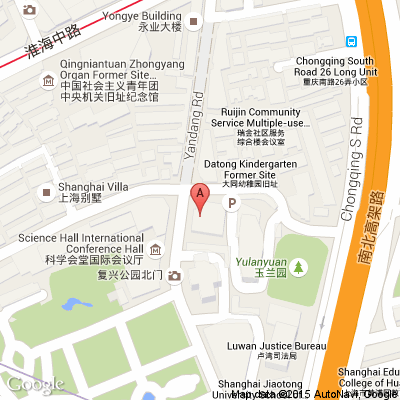 Yongye Building
永业大楼
淮海中路
Qingniantuan Zhongyang
Organ Former Site...
中国社会主义青年团
中央机关旧址纪念馆
Yandang Rd
Chongqing South
Road 26 Long Unit
重庆南路26弄小区
Ruijin Community
Service Multiple-use...
瑞金社区服务
综合楼会议室
Chongqing S Rd
Datong Kindergarten
Former Site
大同幼稚园旧址
Shanghai Villa
上海别墅
A
P
南北高架路
Science Hall International
Conference Hall
科学会堂国际会议厅
复兴公园北门
Yulanyuan
玉兰园
Luwan Justice Bureau
卢湾司法局
Shanghai Edu
College of Hua
Shanghai Jiaotong
University School
Map data ©2015 AutoNavi, Google
Google